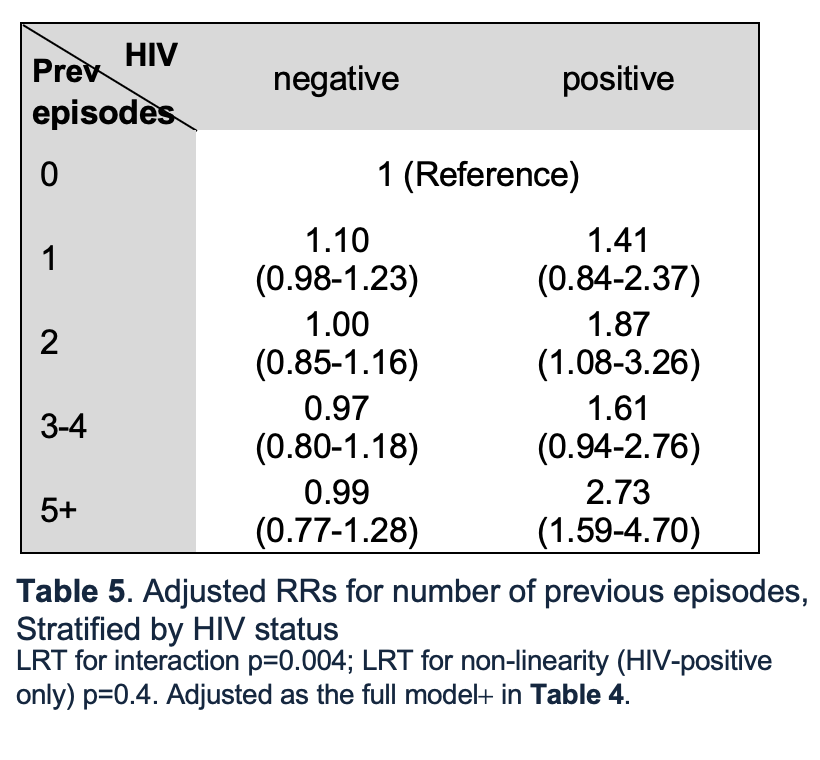 HIV
Prev
episodes
negative positive
0 1 (Reference)
1 1.10 1.41
(0.98-1.23) (0.84-2.37)
2 1.00 1.87
(0.85-1.16) (1.08-3.26)
3-4 0.97 1.61
(0.80-1.18) (0.94-2.76)
5+ 0.99 2.73
(0.77-1.28) (1.59-4.70)
Table 5. Adjusted RRs for number of previous episodes,
Stratified by HIV status
LRT for interaction p=0.004; LRT for non-linearity (HIV-positive
only) p=0.4. Adjusted as the full model+ in Table 4.